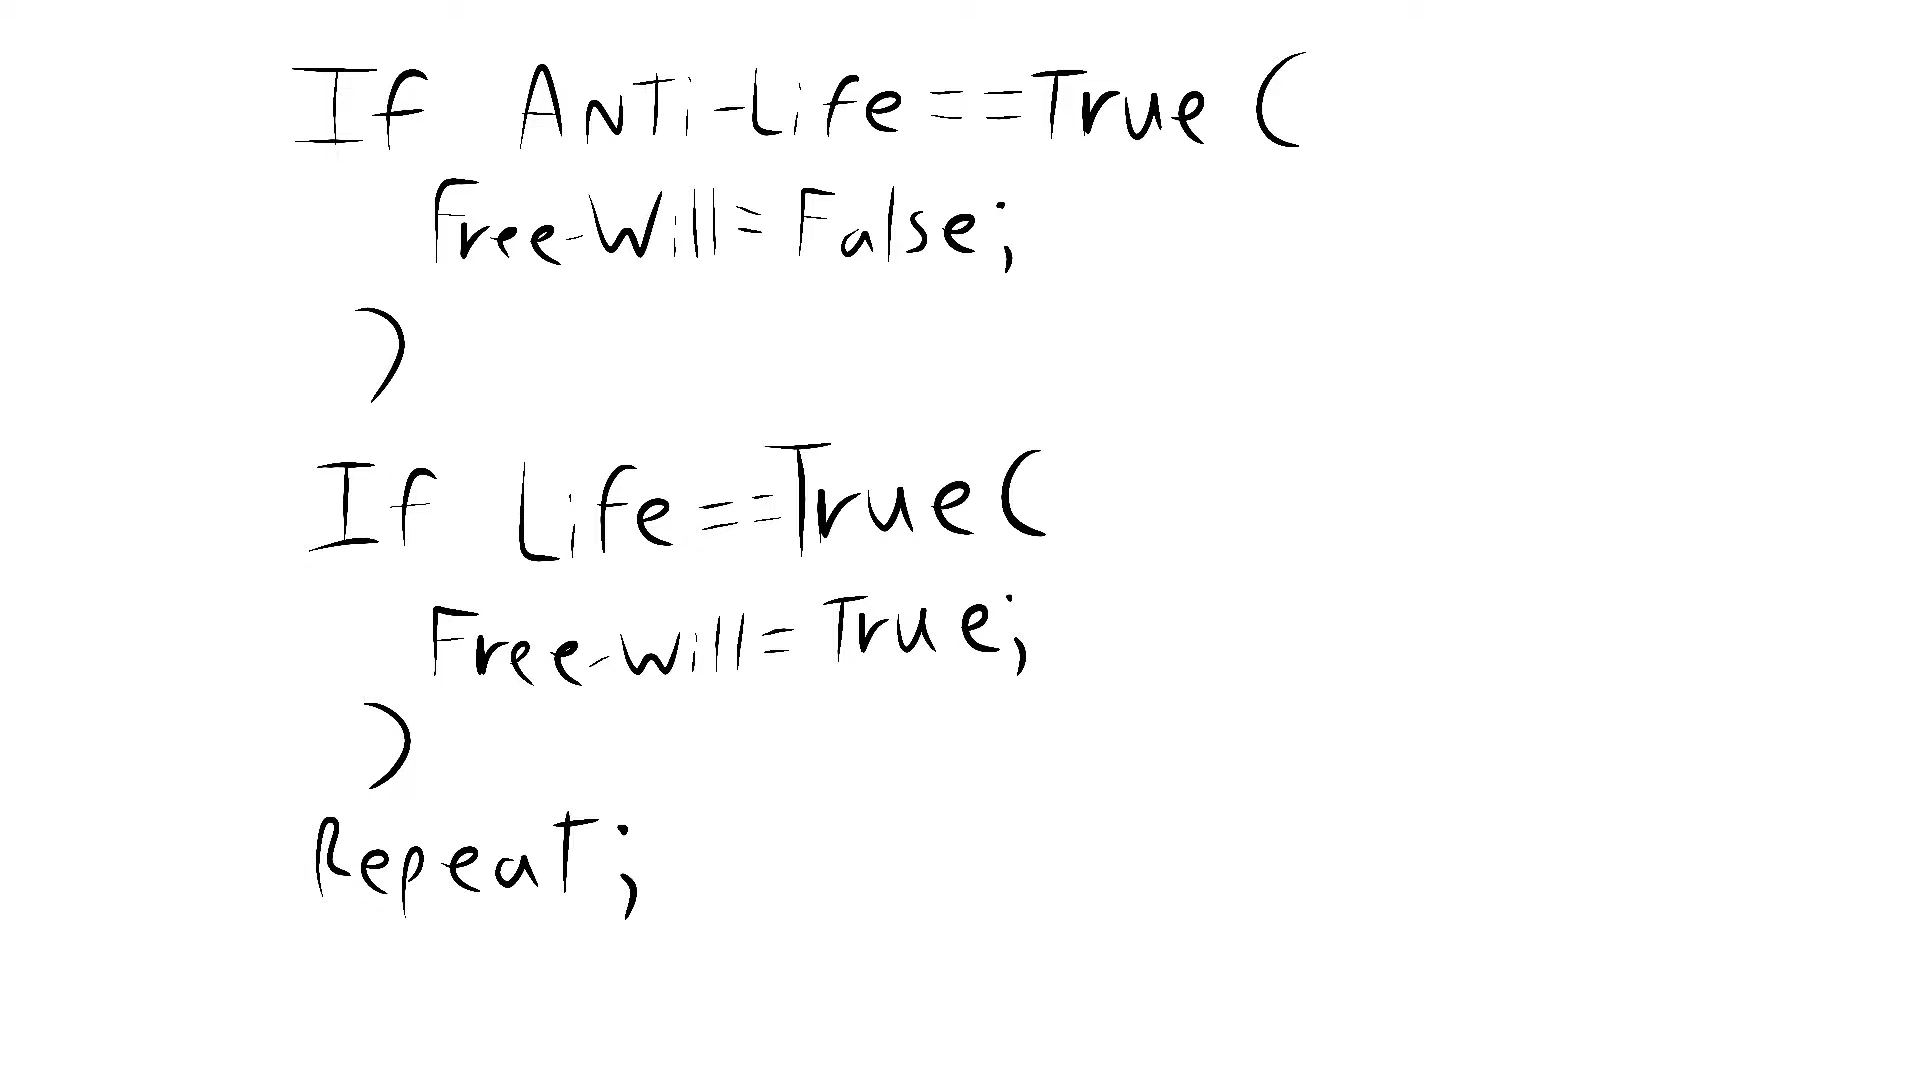 If Anti-Life==True (
Free-Will=False;
)
If Life==True(
Free-will=True;
)
Repeat;